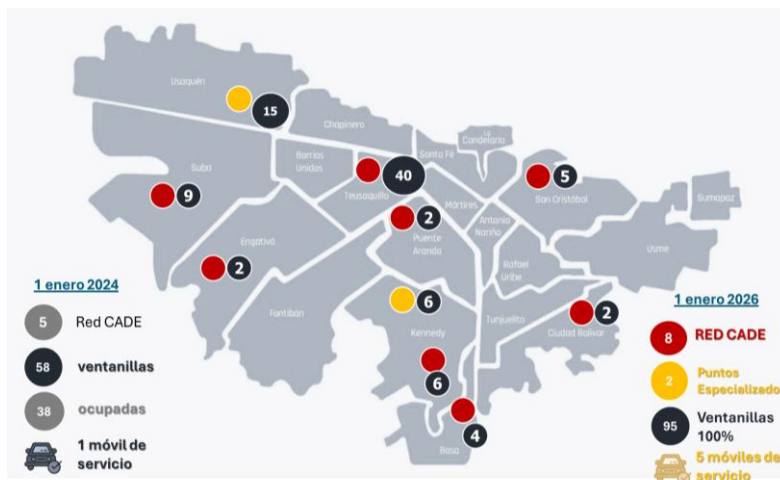 Usaquén
15
Chapinero
La
Candelaria
Barrios
Unidos
Santa Fé
Suba
9
Teusaquillo
40
5
San Cristóbal
Sumapaz
Mártires
2
Puente
Aranda
Antonio
Nariño
Usme
Engativá
2
Rafael
Uribe
Fontibón
6
Kennedy
Tunjuelito
2
Ciudad Bolívar
6
4
Bosa
1 enero 2024
5 Red CADE
58 ventanillas
38 ocupadas
1 móvil de
servicio
1 enero 2026
8 RED CADE
2 Puntos
Especializado
95 Ventanillas
100%
5 móviles de
servicio